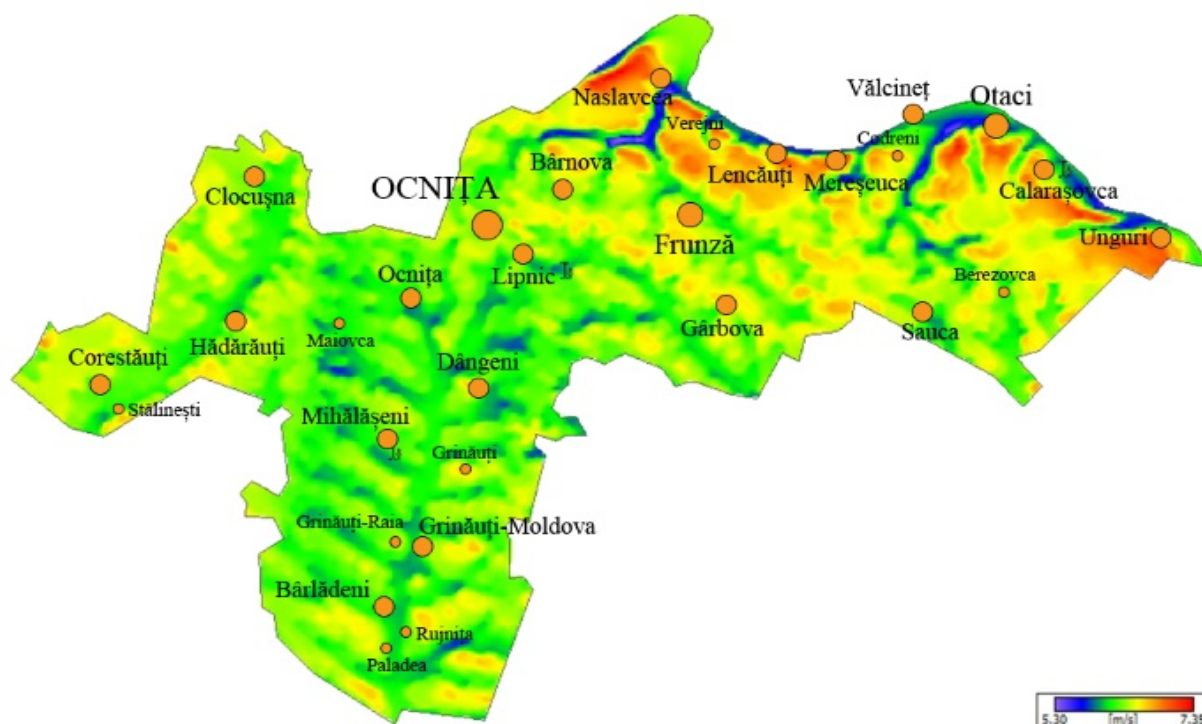 Naslavcea
Vălcineț
Otaci
Verejni
Codreni
Bârnova
Lencăuți
Mereșeuca
Calarașovca
Clocușna
OCNIȚA
Frunză
Unguri
Lipnic
Ocnița
Berezovca
Gârbova
Sauca
Hădărăuți
Maiovca
Corestăuți
Dângeni
Stălinești
Mihălășeni
Grinăuți
Grinăuți-Raia
Grinăuți-Moldova
Bârlădeni
Rujnița
Paladea
5.30 [m/s]